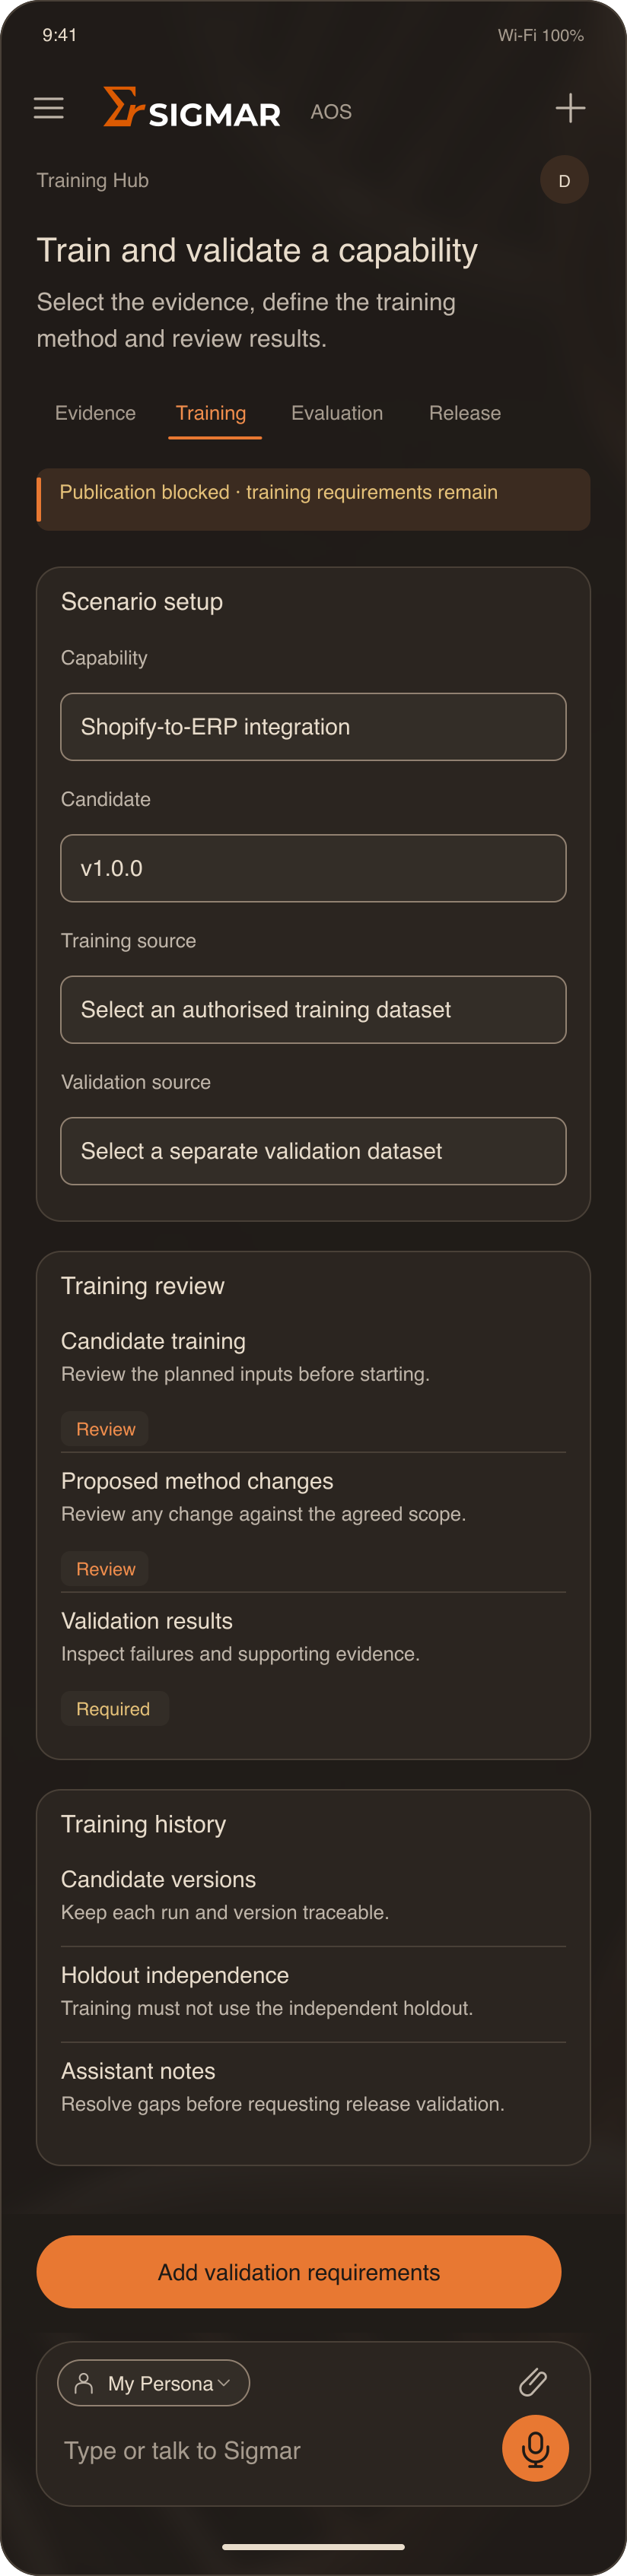 9:41
Wi-Fi 100%
Σr SIGMAR AOS
Training Hub
D
Train and validate a capability
Select the evidence, define the training
method and review results.
Evidence Training Evaluation Release
Publication blocked · training requirements remain
Scenario setup
Capability
Shopify-to-ERP integration
Candidate
v1.0.0
Training source
Select an authorised training dataset
Validation source
Select a separate validation dataset
Training review
Candidate training
Review the planned inputs before starting.
Review
Proposed method changes
Review any change against the agreed scope.
Review
Validation results
Inspect failures and supporting evidence.
Required
Training history
Candidate versions
Keep each run and version traceable.
Holdout independence
Training must not use the independent holdout.
Assistant notes
Resolve gaps before requesting release validation.
Add validation requirements
My Persona
Type or talk to Sigmar